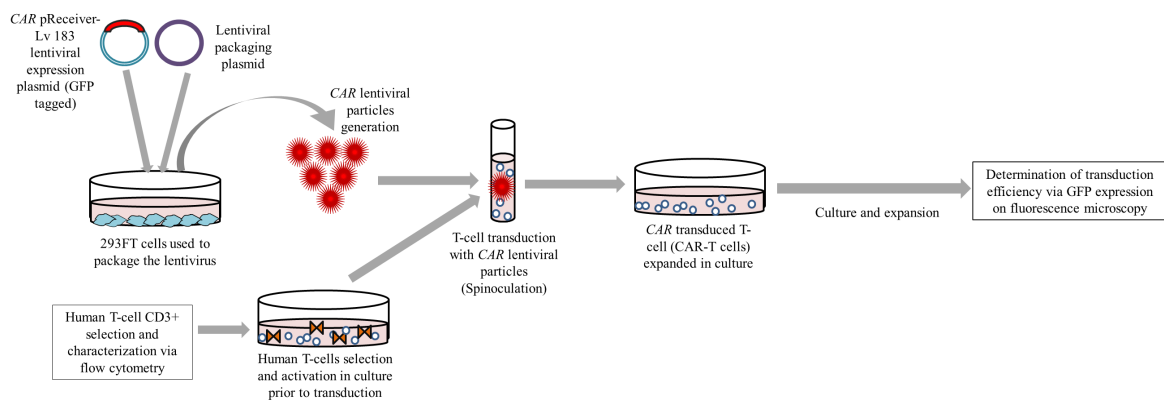 CAR pReceiver-
Lv 183
lentiviral
expression
plasmid (GFP
tagged)
Lentiviral
packaging
plasmid
CAR lentiviral
particles
generation
293FT cells used to
package the lentivirus
Human T-cell CD3+
selection and
characterization via
flow cytometry
Human T-cells selection
and activation in culture
prior to transduction
T-cell transduction
with CAR lentiviral
particles
(Spinoculation)
CAR transduced T-
cell (CAR-T cells)
expanded in culture
Culture and expansion
Determination of transduction
efficiency via GFP expression
on fluorescence microscopy